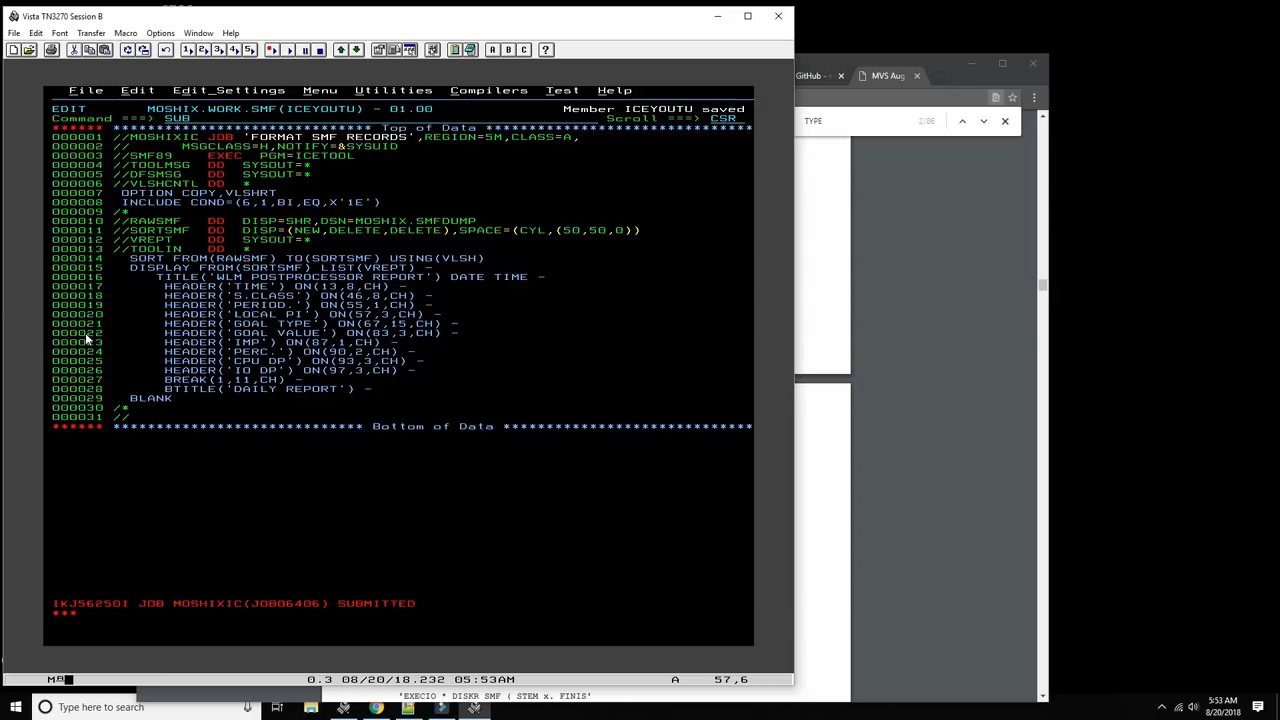 Vista TN3270 Session B
File Edit Font Transfer Macro Options Window Help
File Edit Edit_Settings Menu Utilities Compilers Test Help
EDIT MOSHIX.WORK.SMF(ICEYOUTU) - 01.00 Member ICEYOUTU saved
Command ===> SUB Scroll ===> CSR
****** **************************** Top of Data ******************************
000001 //MOSHIXIC JOB 'FORMAT SMF RECORDS',REGION=5M,CLASS=A,
000002 // MSGCLASS=H,NOTIFY=&SYSUID
000003 //SMF89 EXEC PGM=ICETOOL
000004 //TOOLMSG DD SYSOUT=*
000005 //DFSMSG DD SYSOUT=*
000006 //VLSHCNTL DD *
000007 OPTION COPY,VLSHRT
000008 INCLUDE COND=(6,1,BI,EQ,X'1E')
000009 /*
000010 //RAWSMF DD DISP=SHR,DSN=MOSHIX.SMFDUMP
000011 //SORTSMF DD DISP=(NEW,DELETE,DELETE),SPACE=(CYL,(50,50,0))
000012 //VREPT DD SYSOUT=*
000013 //TOOLIN DD *
000014 SORT FROM(RAWSMF) TO(SORTSMF) USING(VLSH)
000015 DISPLAY FROM(SORTSMF) LIST(VREPT) -
000016 TITLE('WLM POSTPROCESSOR REPORT') DATE TIME -
000017 HEADER('TIME') ON(13,8,CH) -
000018 HEADER('S.CLASS') ON(46,8,CH) -
000019 HEADER('PERIOD.') ON(55,1,CH) -
000020 HEADER('LOCAL PI') ON(57,3,CH) -
000021 HEADER('GOAL TYPE') ON(67,15,CH) -
000022 HEADER('GOAL VALUE') ON(83,3,CH) -
000023 HEADER('IMP') ON(87,1,CH) -
000024 HEADER('PERC.') ON(90,2,CH) -
000025 HEADER('CPU DP') ON(93,3,CH) -
000026 HEADER('IO DP') ON(97,3,CH) -
000027 BREAK(1,11,CH) -
000028 BTITLE('DAILY REPORT') -
000029 BLANK
000030 /*
000031 //
****** **************************** Bottom of Data ****************************
IKJ56250I JOB MOSHIXIC(JOB06406) SUBMITTED
***
0.3 08/20/18.232 05:53AM A 57,6
GitHub - MVS Aug
TYPE 2/86
'EXECIO * DISKR SMF ( STEM x. FINIS'
Type here to search
5:53 AM
8/20/2018